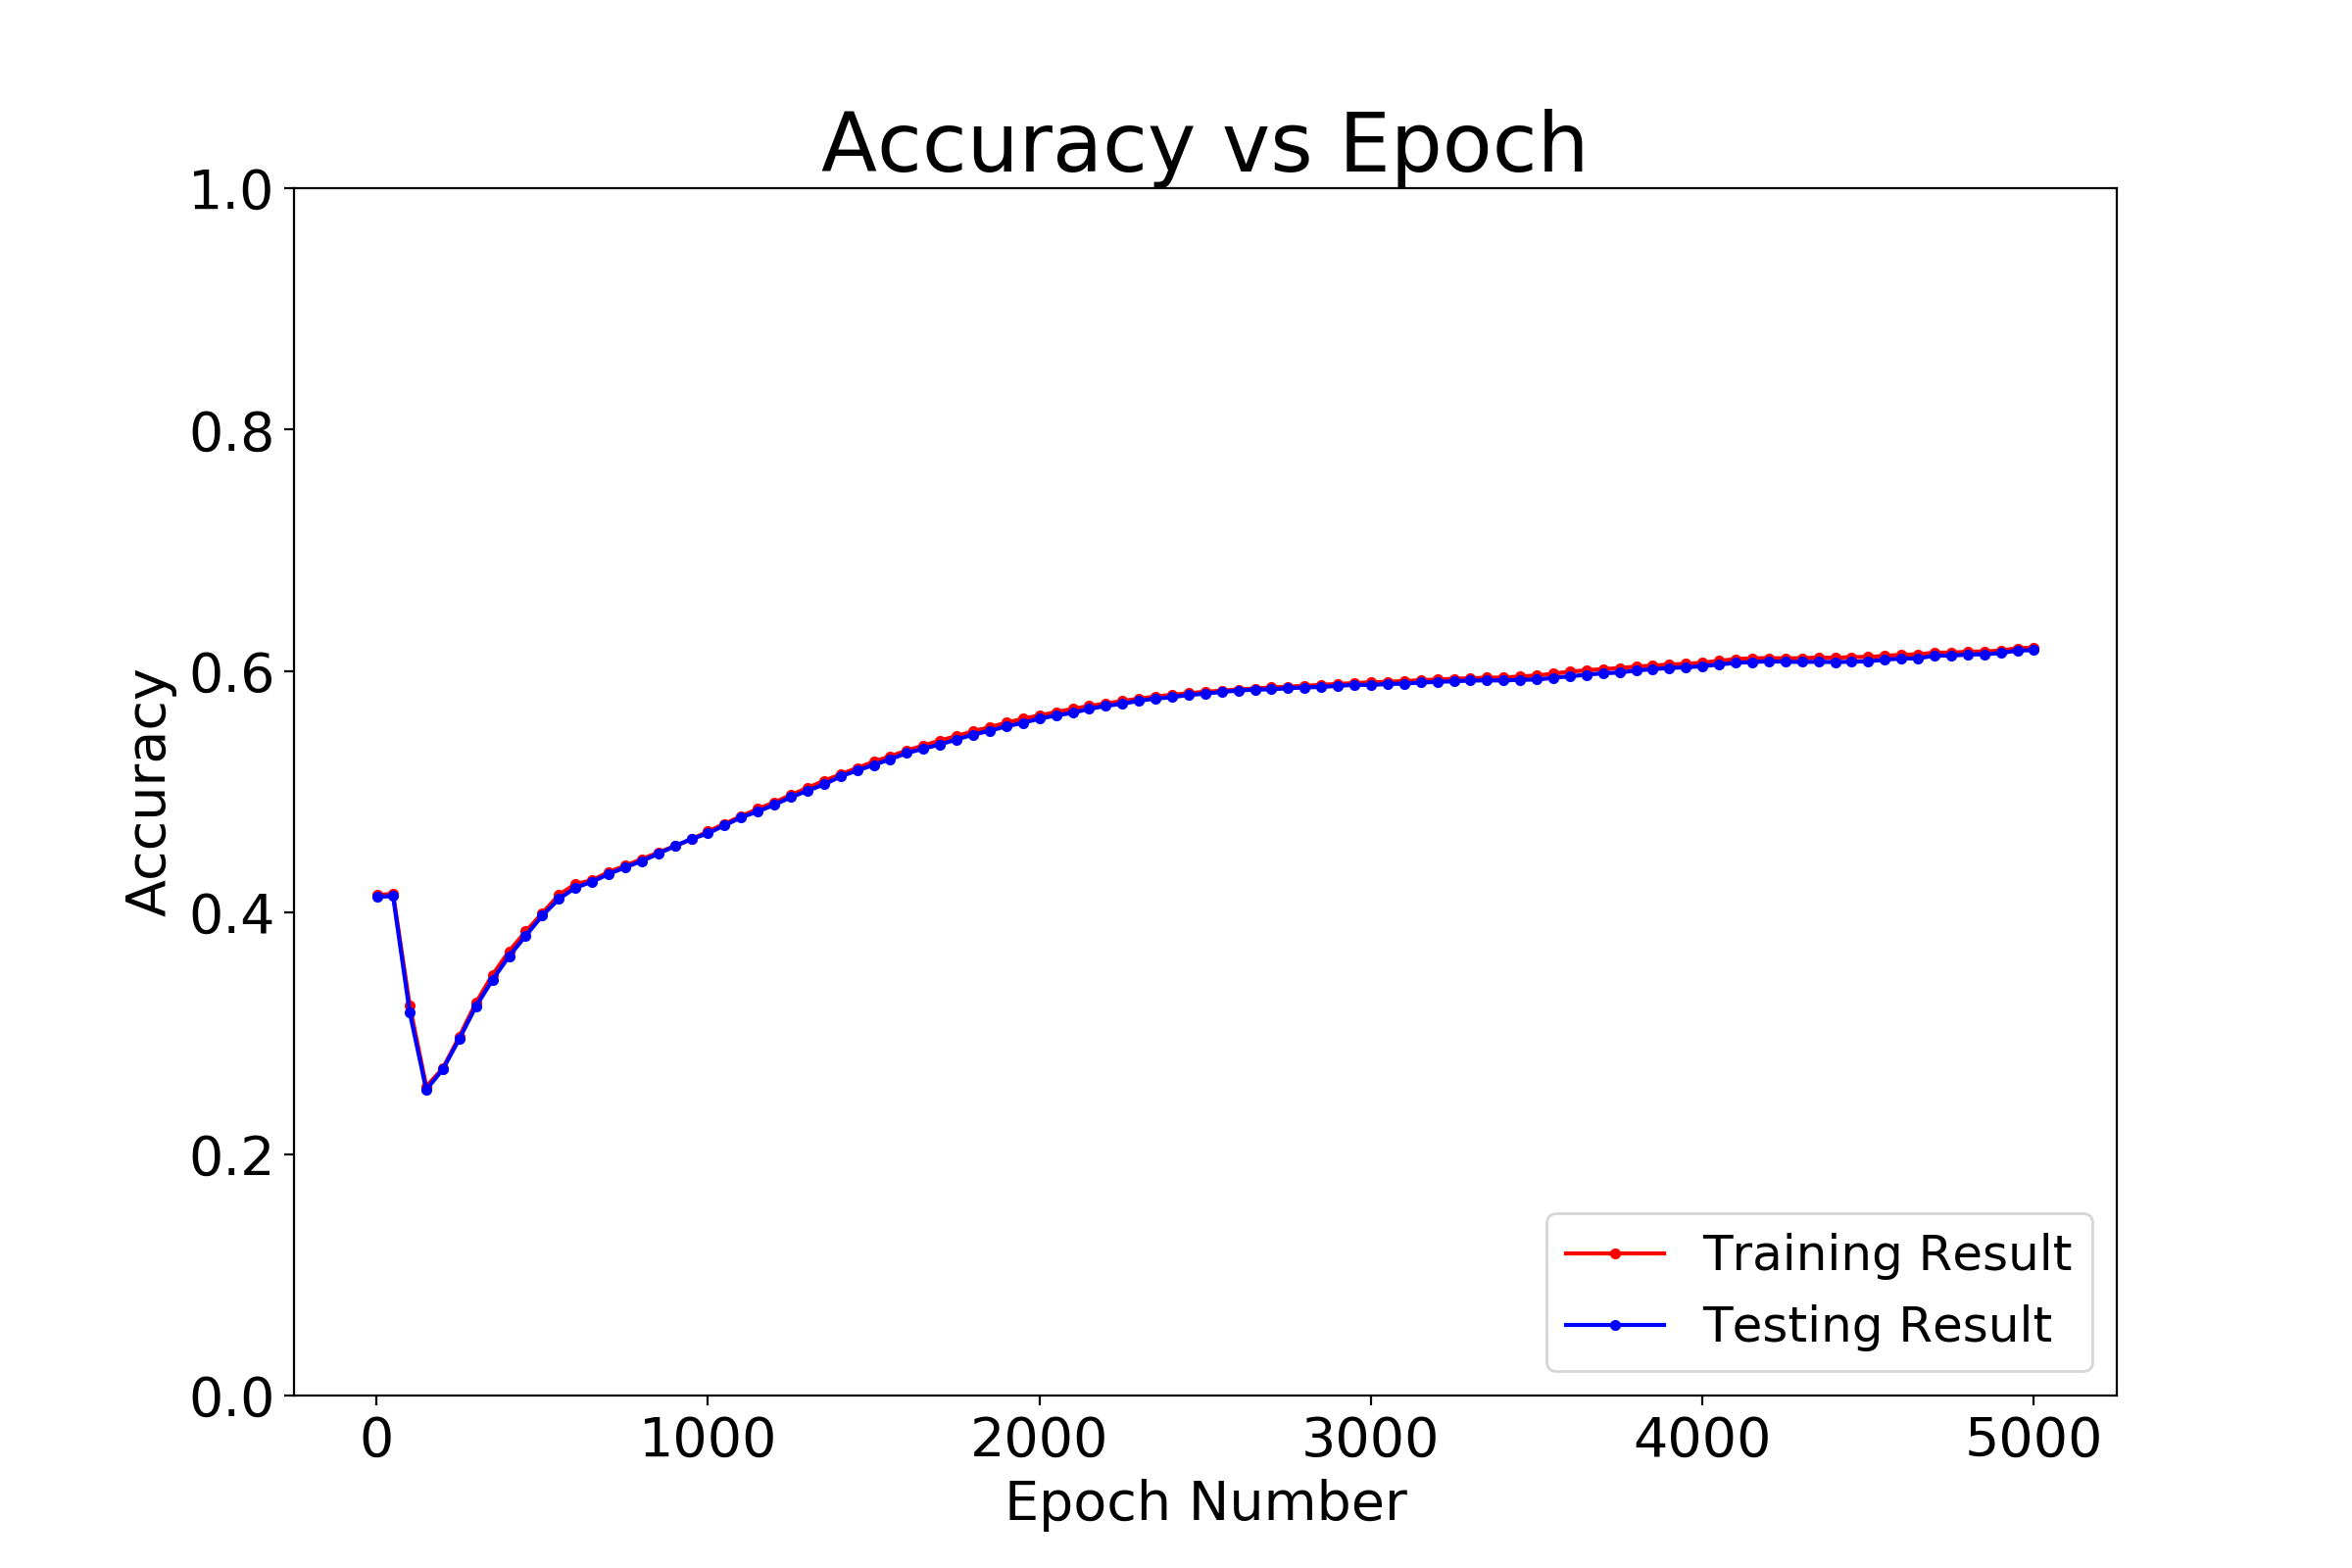 Accuracy vs Epoch
1.0
0.8
0.6
0.4
0.2
0.0
Accuracy
0 1000 2000 3000 4000 5000
Epoch Number
Training Result
Testing Result